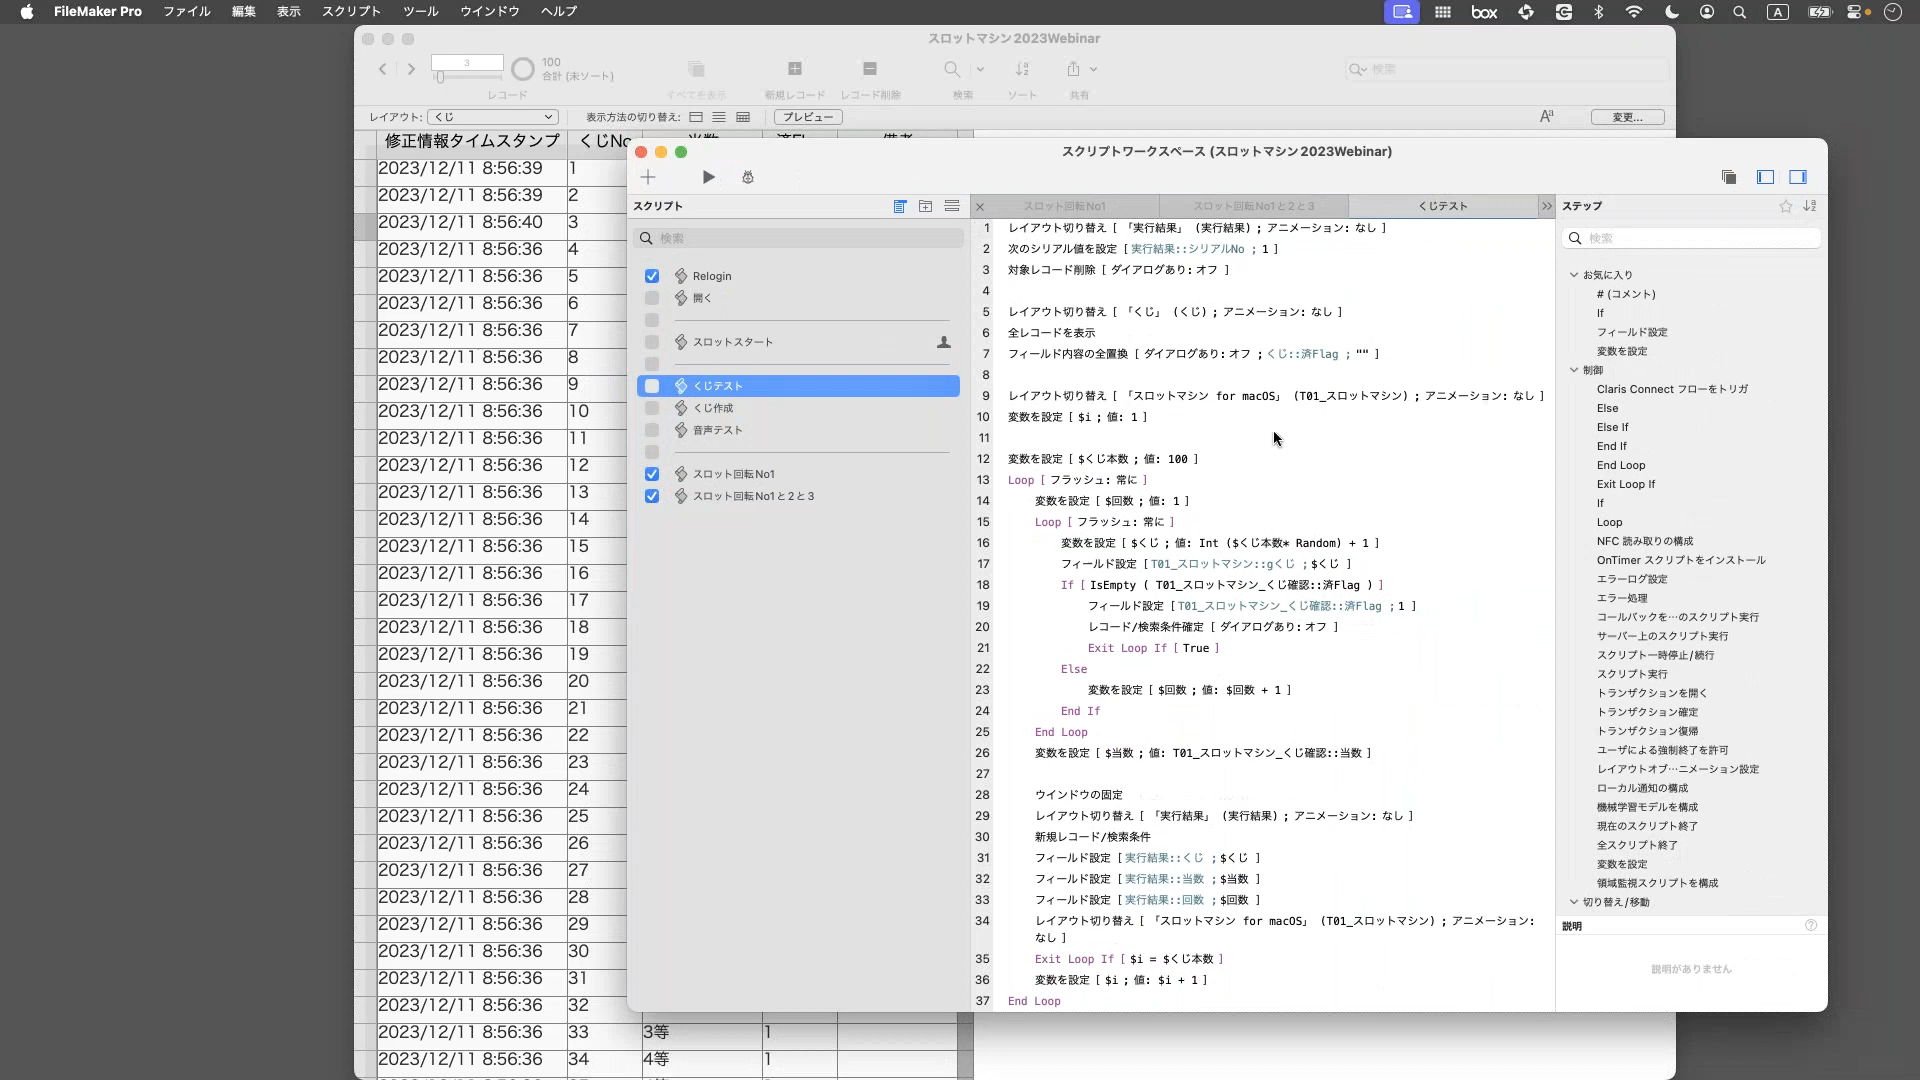 FileMaker Pro ファイル 編集 表示 スクリプト ツール ウインドウ ヘルプ
box A
スロットマシン2023Webinar
3
100
合計 (未ソート)
検索
レコード すべてを表示 新規レコード レコード削除 検索 ソート 共有
レイアウト: くじ 表示方法の切り替え: プレビュー Aª 変更...
修正情報タイムスタンプ くじNo
2023/12/11 8:56:39 1
2023/12/11 8:56:39 2
2023/12/11 8:56:40 3
2023/12/11 8:56:36 4
2023/12/11 8:56:36 5
2023/12/11 8:56:36 6
2023/12/11 8:56:36 7
2023/12/11 8:56:36 8
2023/12/11 8:56:36 9
2023/12/11 8:56:36 10
2023/12/11 8:56:36 11
2023/12/11 8:56:36 12
2023/12/11 8:56:36 13
2023/12/11 8:56:36 14
2023/12/11 8:56:36 15
2023/12/11 8:56:36 16
2023/12/11 8:56:36 17
2023/12/11 8:56:36 18
2023/12/11 8:56:36 19
2023/12/11 8:56:36 20
2023/12/11 8:56:36 21
2023/12/11 8:56:36 22
2023/12/11 8:56:36 23
2023/12/11 8:56:36 24
2023/12/11 8:56:36 25
2023/12/11 8:56:36 26
2023/12/11 8:56:36 27
2023/12/11 8:56:36 28
2023/12/11 8:56:36 29
2023/12/11 8:56:36 30
2023/12/11 8:56:36 31
2023/12/11 8:56:36 32
2023/12/11 8:56:36 33 3等 1
2023/12/11 8:56:36 34 4等 1
スクリプトワークスペース (スロットマシン2023Webinar)
スクリプト
検索
Relogin
開く
スロットスタート
くじテスト
くじ作成
音声テスト
スロット回転No1
スロット回転No1と2と3
スロット回転No1 スロット回転No1と2と3 くじテスト
1 レイアウト切り替え [ 「実行結果」 (実行結果) ; アニメーション: なし ]
2 次のシリアル値を設定 [ 実行結果::シリアルNo ; 1 ]
3 対象レコード削除 [ ダイアログあり: オフ ]
4
5 レイアウト切り替え [ 「くじ」 (くじ) ; アニメーション: なし ]
6 全レコードを表示
7 フィールド内容の全置換 [ ダイアログあり: オフ ; くじ::済Flag ; "" ]
8
9 レイアウト切り替え [ 「スロットマシン for macOS」 (T01_スロットマシン) ; アニメーション: なし ]
10 変数を設定 [ $i ; 値: 1 ]
11
12 変数を設定 [ $くじ本数 ; 値: 100 ]
13 Loop [ フラッシュ: 常に ]
14 変数を設定 [ $回数 ; 値: 1 ]
15 Loop [ フラッシュ: 常に ]
16 変数を設定 [ $くじ ; 値: Int ($くじ本数* Random) + 1 ]
17 フィールド設定 [ T01_スロットマシン::gくじ ; $くじ ]
18 If [ IsEmpty ( T01_スロットマシン_くじ確認::済Flag ) ]
19 フィールド設定 [ T01_スロットマシン_くじ確認::済Flag ; 1 ]
20 レコード/検索条件確定 [ ダイアログあり: オフ ]
21 Exit Loop If [ True ]
22 Else
23 変数を設定 [ $回数 ; 値: $回数 + 1 ]
24 End If
25 End Loop
26 変数を設定 [ $当数 ; 値: T01_スロットマシン_くじ確認::当数 ]
27
28 ウインドウの固定
29 レイアウト切り替え [ 「実行結果」 (実行結果) ; アニメーション: なし ]
30 新規レコード/検索条件
31 フィールド設定 [ 実行結果::くじ ; $くじ ]
32 フィールド設定 [ 実行結果::当数 ; $当数 ]
33 フィールド設定 [ 実行結果::回数 ; $回数 ]
34 レイアウト切り替え [ 「スロットマシン for macOS」 (T01_スロットマシン) ; アニメーション:
なし ]
35 Exit Loop If [ $i = $くじ本数 ]
36 変数を設定 [ $i ; 値: $i + 1 ]
37 End Loop
ステップ
検索
お気に入り
# (コメント)
If
フィールド設定
変数を設定
制御
Claris Connect フローをトリガ
Else
Else If
End If
End Loop
Exit Loop If
If
Loop
NFC 読み取りの構成
OnTimer スクリプトをインストール
エラーログ設定
エラー処理
コールバックを…のスクリプト実行
サーバー上のスクリプト実行
スクリプト一時停止/続行
スクリプト実行
トランザクションを開く
トランザクション確定
トランザクション復帰
ユーザによる強制終了を許可
レイアウトオブ…ニメーション設定
ローカル通知の構成
機械学習モデルを構成
現在のスクリプト終了
全スクリプト終了
変数を設定
領域監視スクリプトを構成
切り替え/移動
説明
説明がありません